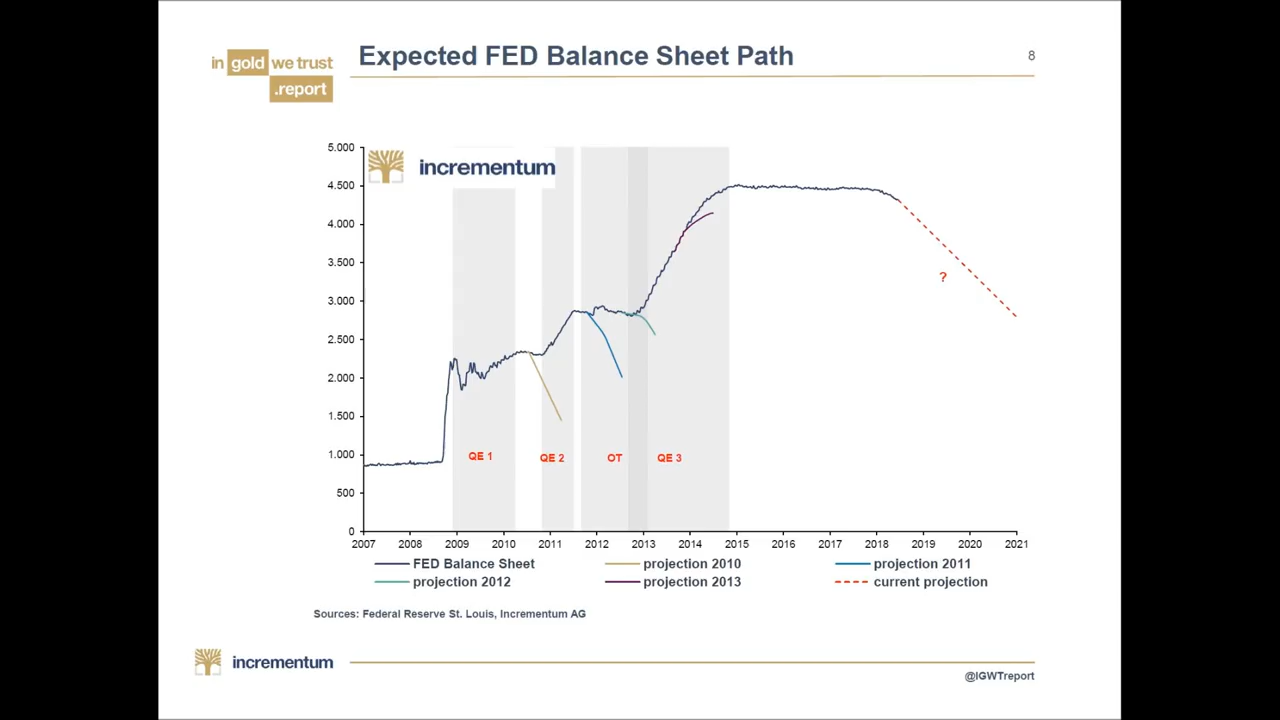 in gold we trust
.report
Expected FED Balance Sheet Path
8
incrementum
5.000
4.500
4.000
3.500
3.000
2.500
2.000
1.500
1.000
500
0
?
QE 1
QE 2
OT
QE 3
2007 2008 2009 2010 2011 2012 2013 2014 2015 2016 2017 2018 2019 2020 2021
FED Balance Sheet projection 2010 projection 2011
projection 2012 projection 2013 current projection
Sources: Federal Reserve St. Louis, Incrementum AG
incrementum
@IGWTreport